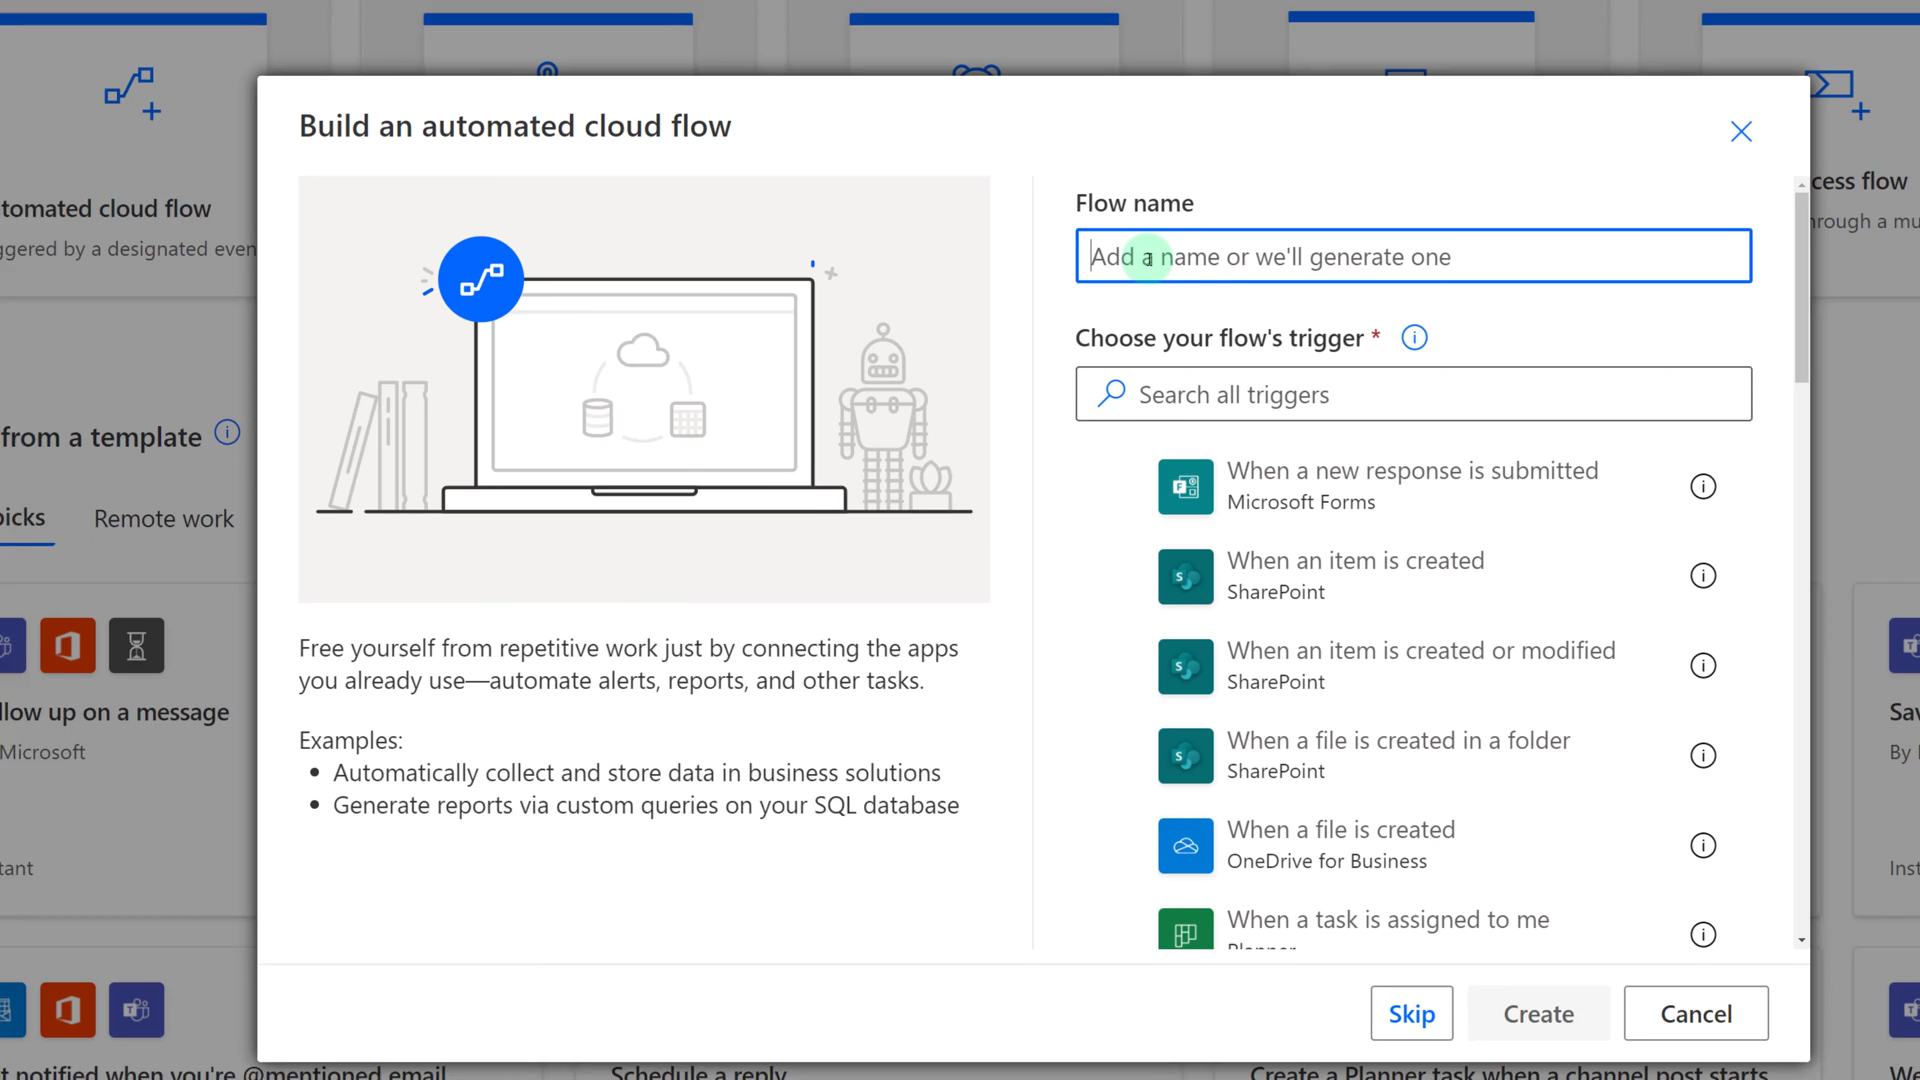 Build an automated cloud flow
Flow name
Add a name or we'll generate one
Choose your flow's trigger *
Search all triggers
When a new response is submitted
Microsoft Forms
When an item is created
SharePoint
When an item is created or modified
SharePoint
When a file is created in a folder
SharePoint
When a file is created
OneDrive for Business
When a task is assigned to me
Planner
Free yourself from repetitive work just by connecting the apps
you already use—automate alerts, reports, and other tasks.
Examples:
• Automatically collect and store data in business solutions
• Generate reports via custom queries on your SQL database
Skip
Create
Cancel
tomated cloud flow
ggered by a designated even
from a template
picks
Remote work
llow up on a message
Microsoft
tant
t notified when you're @mentioned email
Schedule a reply
Create a Planner task when a channel post starts
cess flow
hrough a mu
Sav
By
Inst
We